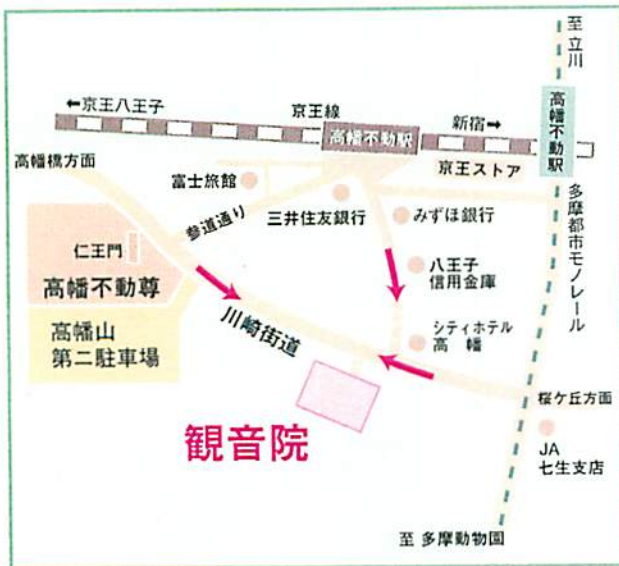 至 立川
←京王八王子
京王線
高幡不動駅
新宿→
高幡不動駅
京王ストア
高幡橋方面
富士旅館
参道通り
三井住友銀行
みずほ銀行
多摩都市モノレール
仁王門
高幡不動尊
八王子
信用金庫
川崎街道
シティホテル
高幡
高幡山
第二駐車場
桜ケ丘方面
観音院
JA
七生支店
至 多摩動物園